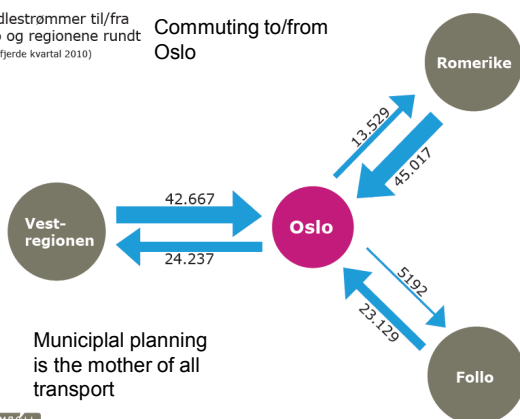 dlestrømmer til/fra
og regionene rundt
fjerde kvartal 2010)
Commuting to/from
Oslo
Romerike
13.529
45.017
42.667
Vest-
regionen
Oslo
24.237
5192
23.129
Municiplal planning
is the mother of all
transport
Follo